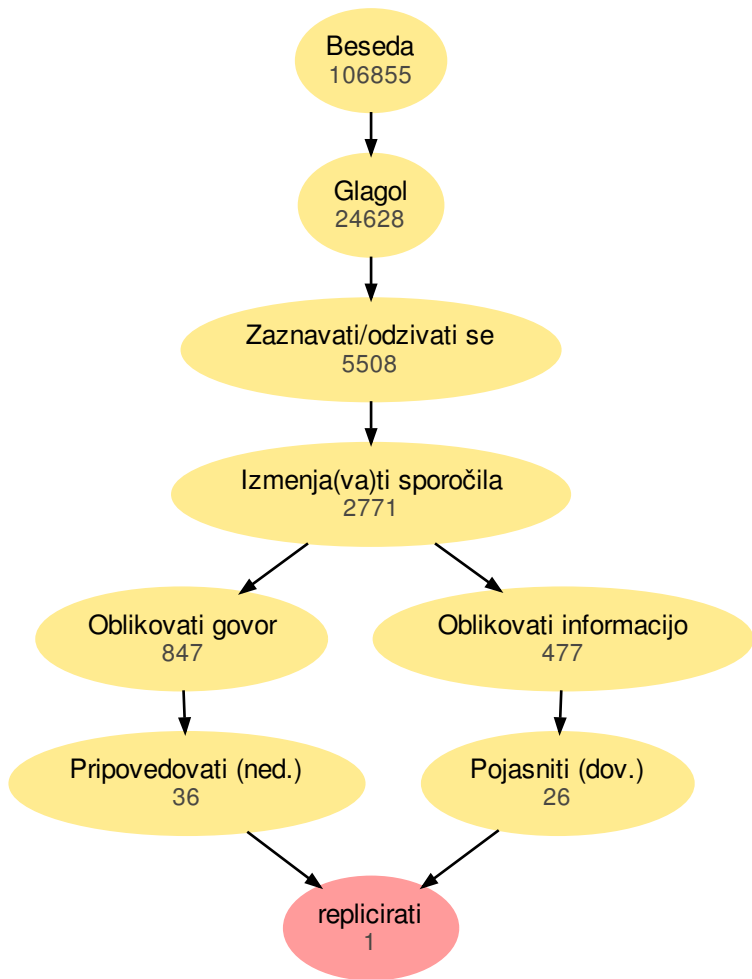 Beseda
106855
Glagol
24628
Zaznavati/odzivati se
5508
Izmenja(va)ti sporočila
2771
Oblikovati govor
847
Oblikovati informacijo
477
Pripovedovati (ned.)
36
Pojasniti (dov.)
26
replicirati
1